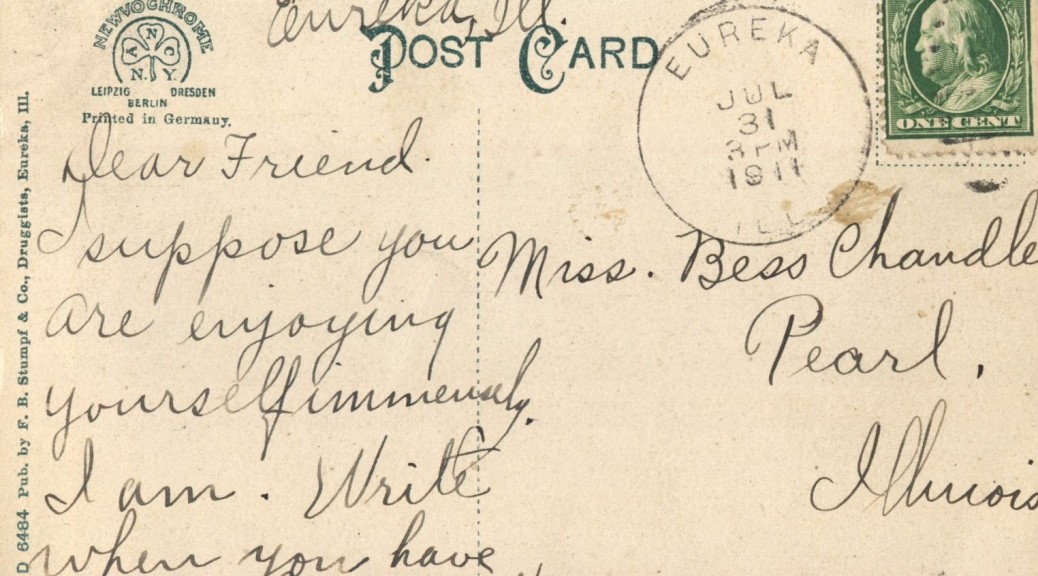 Eureka, Ill.
POST CARD
NEWVOCHROME
ANCO
N. Y.
LEIPZIG DRESDEN
BERLIN
Printed in Germany.
D 6484 Pub. by F. B. Stumpf & Co., Druggists, Eureka, Ill.
EUREKA
JUL
31
3 PM
1911
ILL
ONE CENT
Dear Friend
I suppose you
are enjoying
yourself immensely.
I am. Write
when you have
Miss. Bess Chandle
Pearl,
Illinois